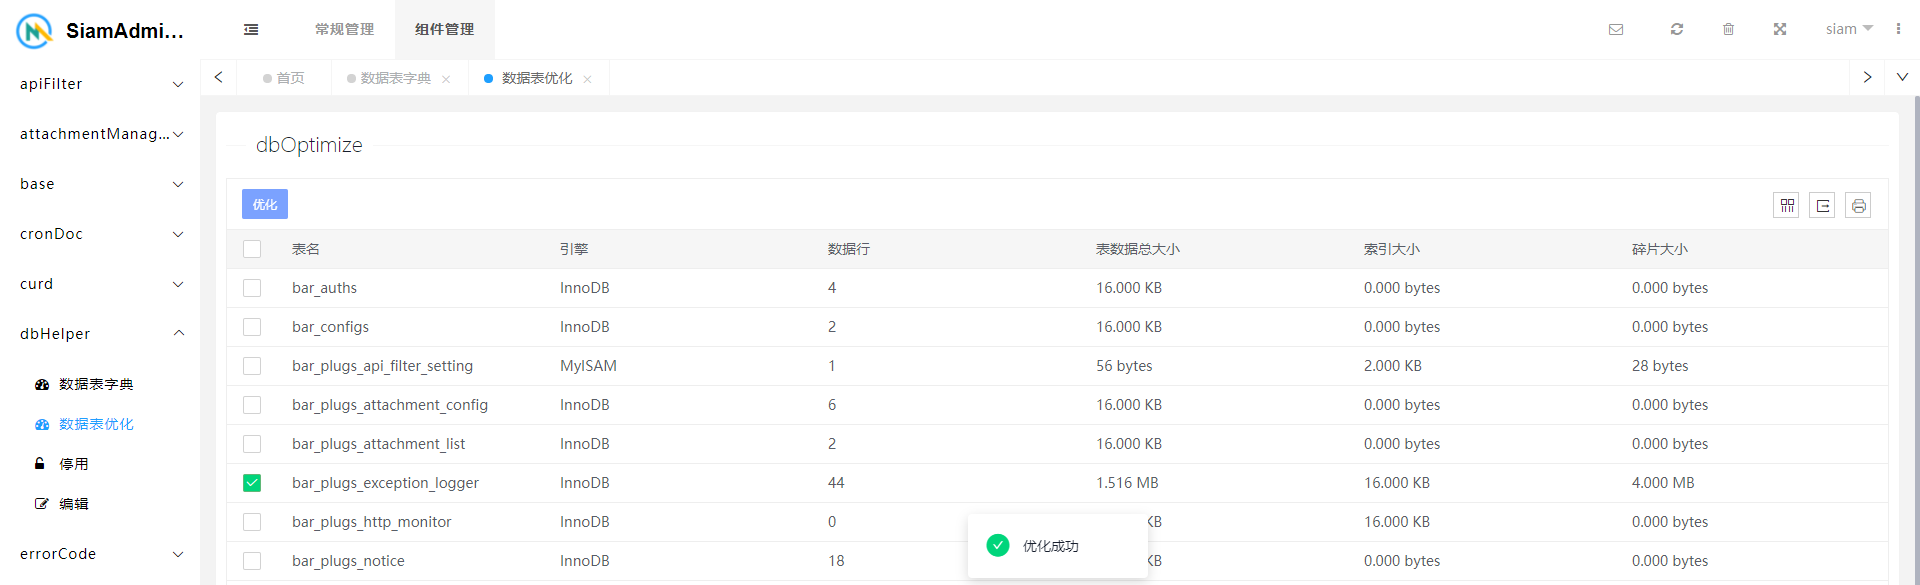 SiamAdmi...
常规管理
组件管理
siam
apiFilter
attachmentManag...
base
cronDoc
curd
dbHelper
数据表字典
数据表优化
停用
编辑
errorCode
首页
数据表字典
数据表优化
dbOptimize
优化
表名 引擎 数据行 表数据总大小 索引大小 碎片大小
bar_auths InnoDB 4 16.000 KB 0.000 bytes 0.000 bytes
bar_configs InnoDB 2 16.000 KB 0.000 bytes 0.000 bytes
bar_plugs_api_filter_setting MyISAM 1 56 bytes 2.000 KB 28 bytes
bar_plugs_attachment_config InnoDB 6 16.000 KB 0.000 bytes 0.000 bytes
bar_plugs_attachment_list InnoDB 2 16.000 KB 0.000 bytes 0.000 bytes
bar_plugs_exception_logger InnoDB 44 1.516 MB 16.000 KB 4.000 MB
bar_plugs_http_monitor InnoDB 0 KB 16.000 KB 0.000 bytes
bar_plugs_notice InnoDB 18 KB 0.000 bytes 0.000 bytes
优化成功